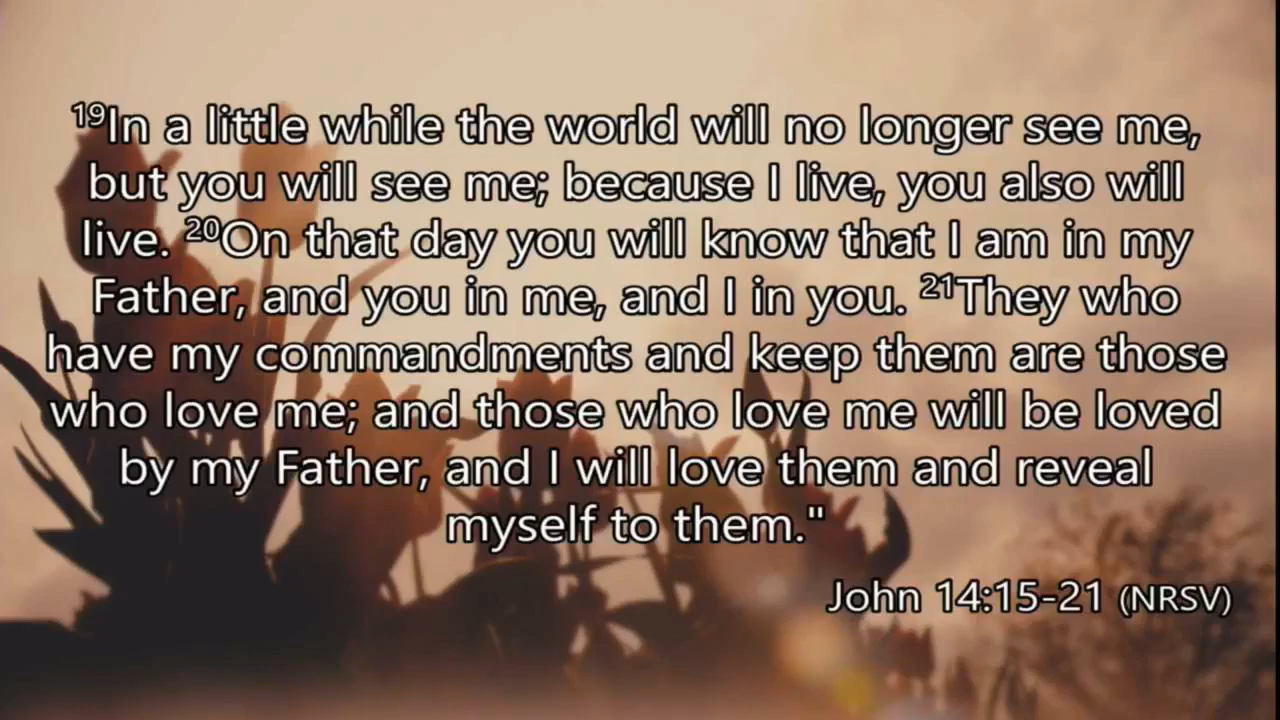 ¹⁹In a little while the world will no longer see me,
but you will see me; because I live, you also will
live. ²⁰On that day you will know that I am in my
Father, and you in me, and I in you. ²¹They who
have my commandments and keep them are those
who love me; and those who love me will be loved
by my Father, and I will love them and reveal
myself to them."
John 14:15-21 (NRSV)